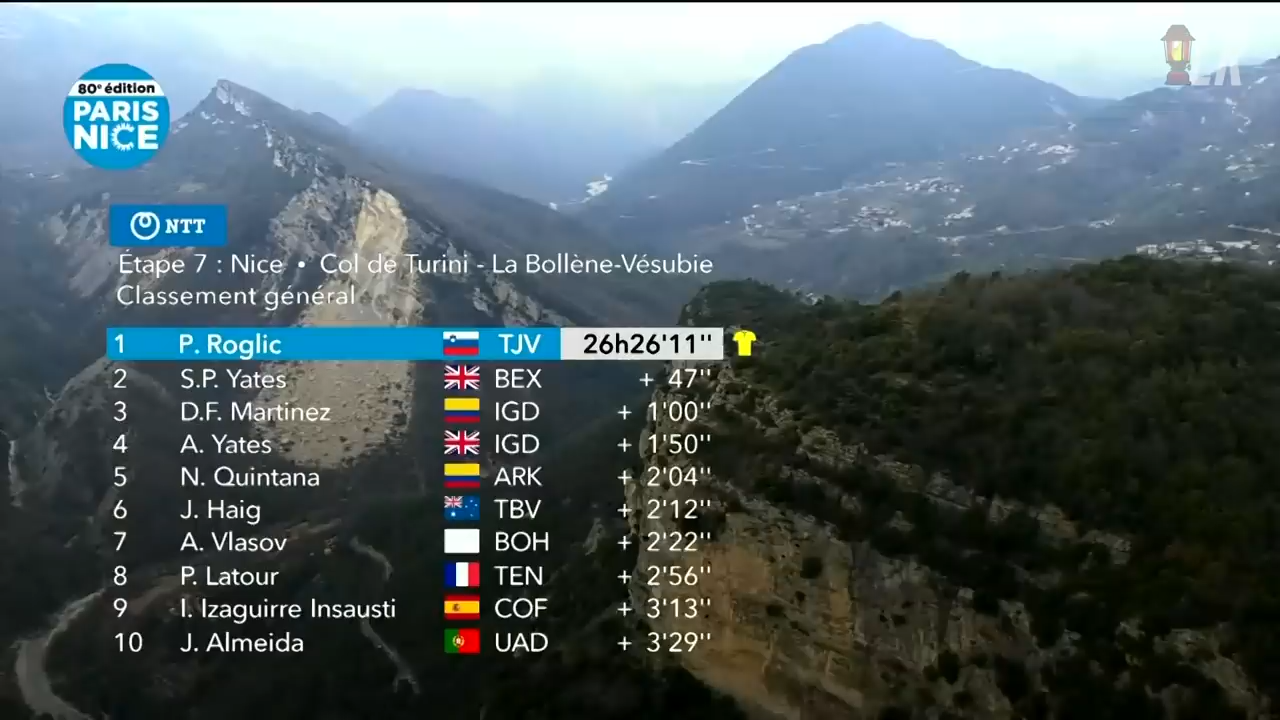 80e édition
PARIS
NICE
NTT
Étape 7 : Nice • Col de Turini - La Bollène-Vésubie
Classement général
1 P. Roglic TJV 26h26'11''
2 S.P. Yates BEX + 47''
3 D.F. Martinez IGD + 1'00''
4 A. Yates IGD + 1'50''
5 N. Quintana ARK + 2'04''
6 J. Haig TBV + 2'12''
7 A. Vlasov BOH + 2'22''
8 P. Latour TEN + 2'56''
9 I. Izaguirre Insausti COF + 3'13''
10 J. Almeida UAD + 3'29''